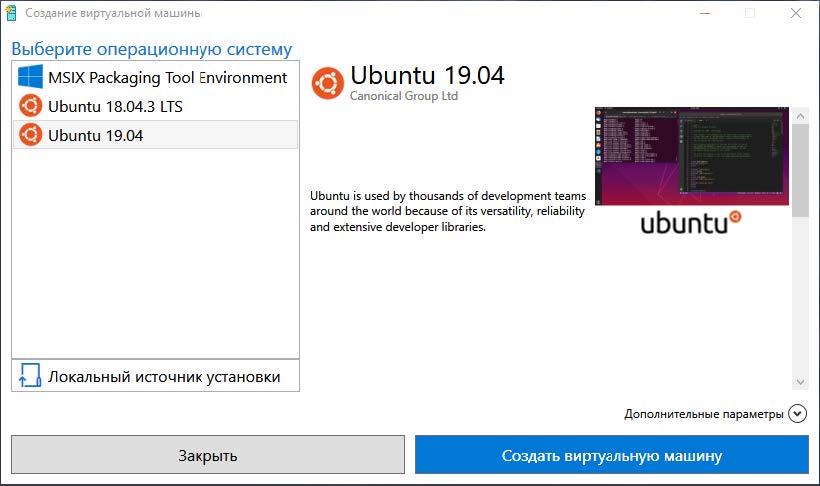 Создание виртуальной машины
Выберите операционную систему
MSIX Packaging Tool Environment
Ubuntu 18.04.3 LTS
Ubuntu 19.04
Локальный источник установки
Ubuntu 19.04
Canonical Group Ltd
Ubuntu is used by thousands of development teams
around the world because of its versatility, reliability
and extensive developer libraries.
ubuntu
Дополнительные параметры
Закрыть
Создать виртуальную машину